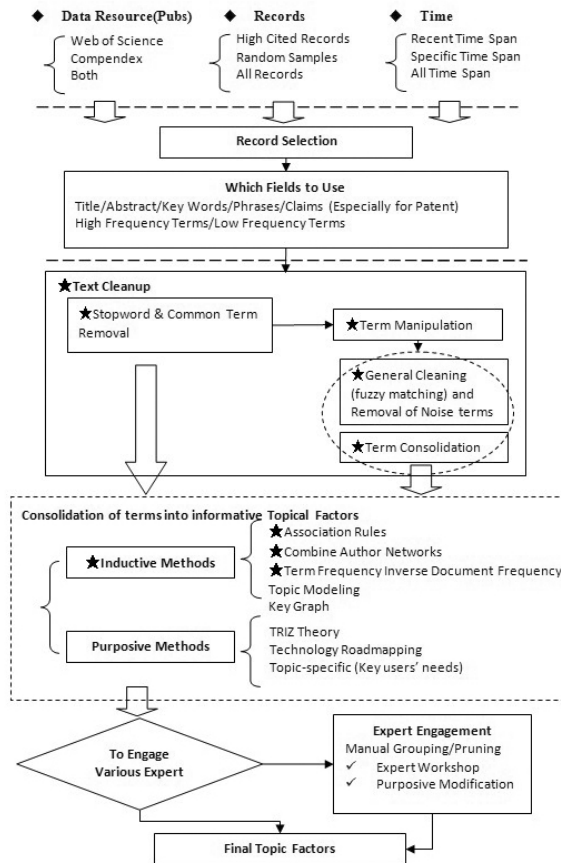 ◆ Data Resource(Pubs)
Web of Science
Compendex
Both
◆ Records
High Cited Records
Random Samples
All Records
◆ Time
Recent Time Span
Specific Time Span
All Time Span
Record Selection
Which Fields to Use
Title/Abstract/Key Words/Phrases/Claims (Especially for Patent)
High Frequency Terms/Low Frequency Terms
★Text Cleanup
★Stopword & Common Term
Removal
★Term Manipulation
★General Cleaning
(fuzzy matching) and
Removal of Noise terms
★Term Consolidation
Consolidation of terms into informative Topical Factors
★Inductive Methods
★Association Rules
★Combine Author Networks
★Term Frequency Inverse Document Frequency
Topic Modeling
Key Graph
Purposive Methods
TRIZ Theory
Technology Roadmapping
Topic-specific (Key users' needs)
To Engage
Various Expert
Expert Engagement
Manual Grouping/Pruning
✓ Expert Workshop
✓ Purposive Modification
Final Topic Factors